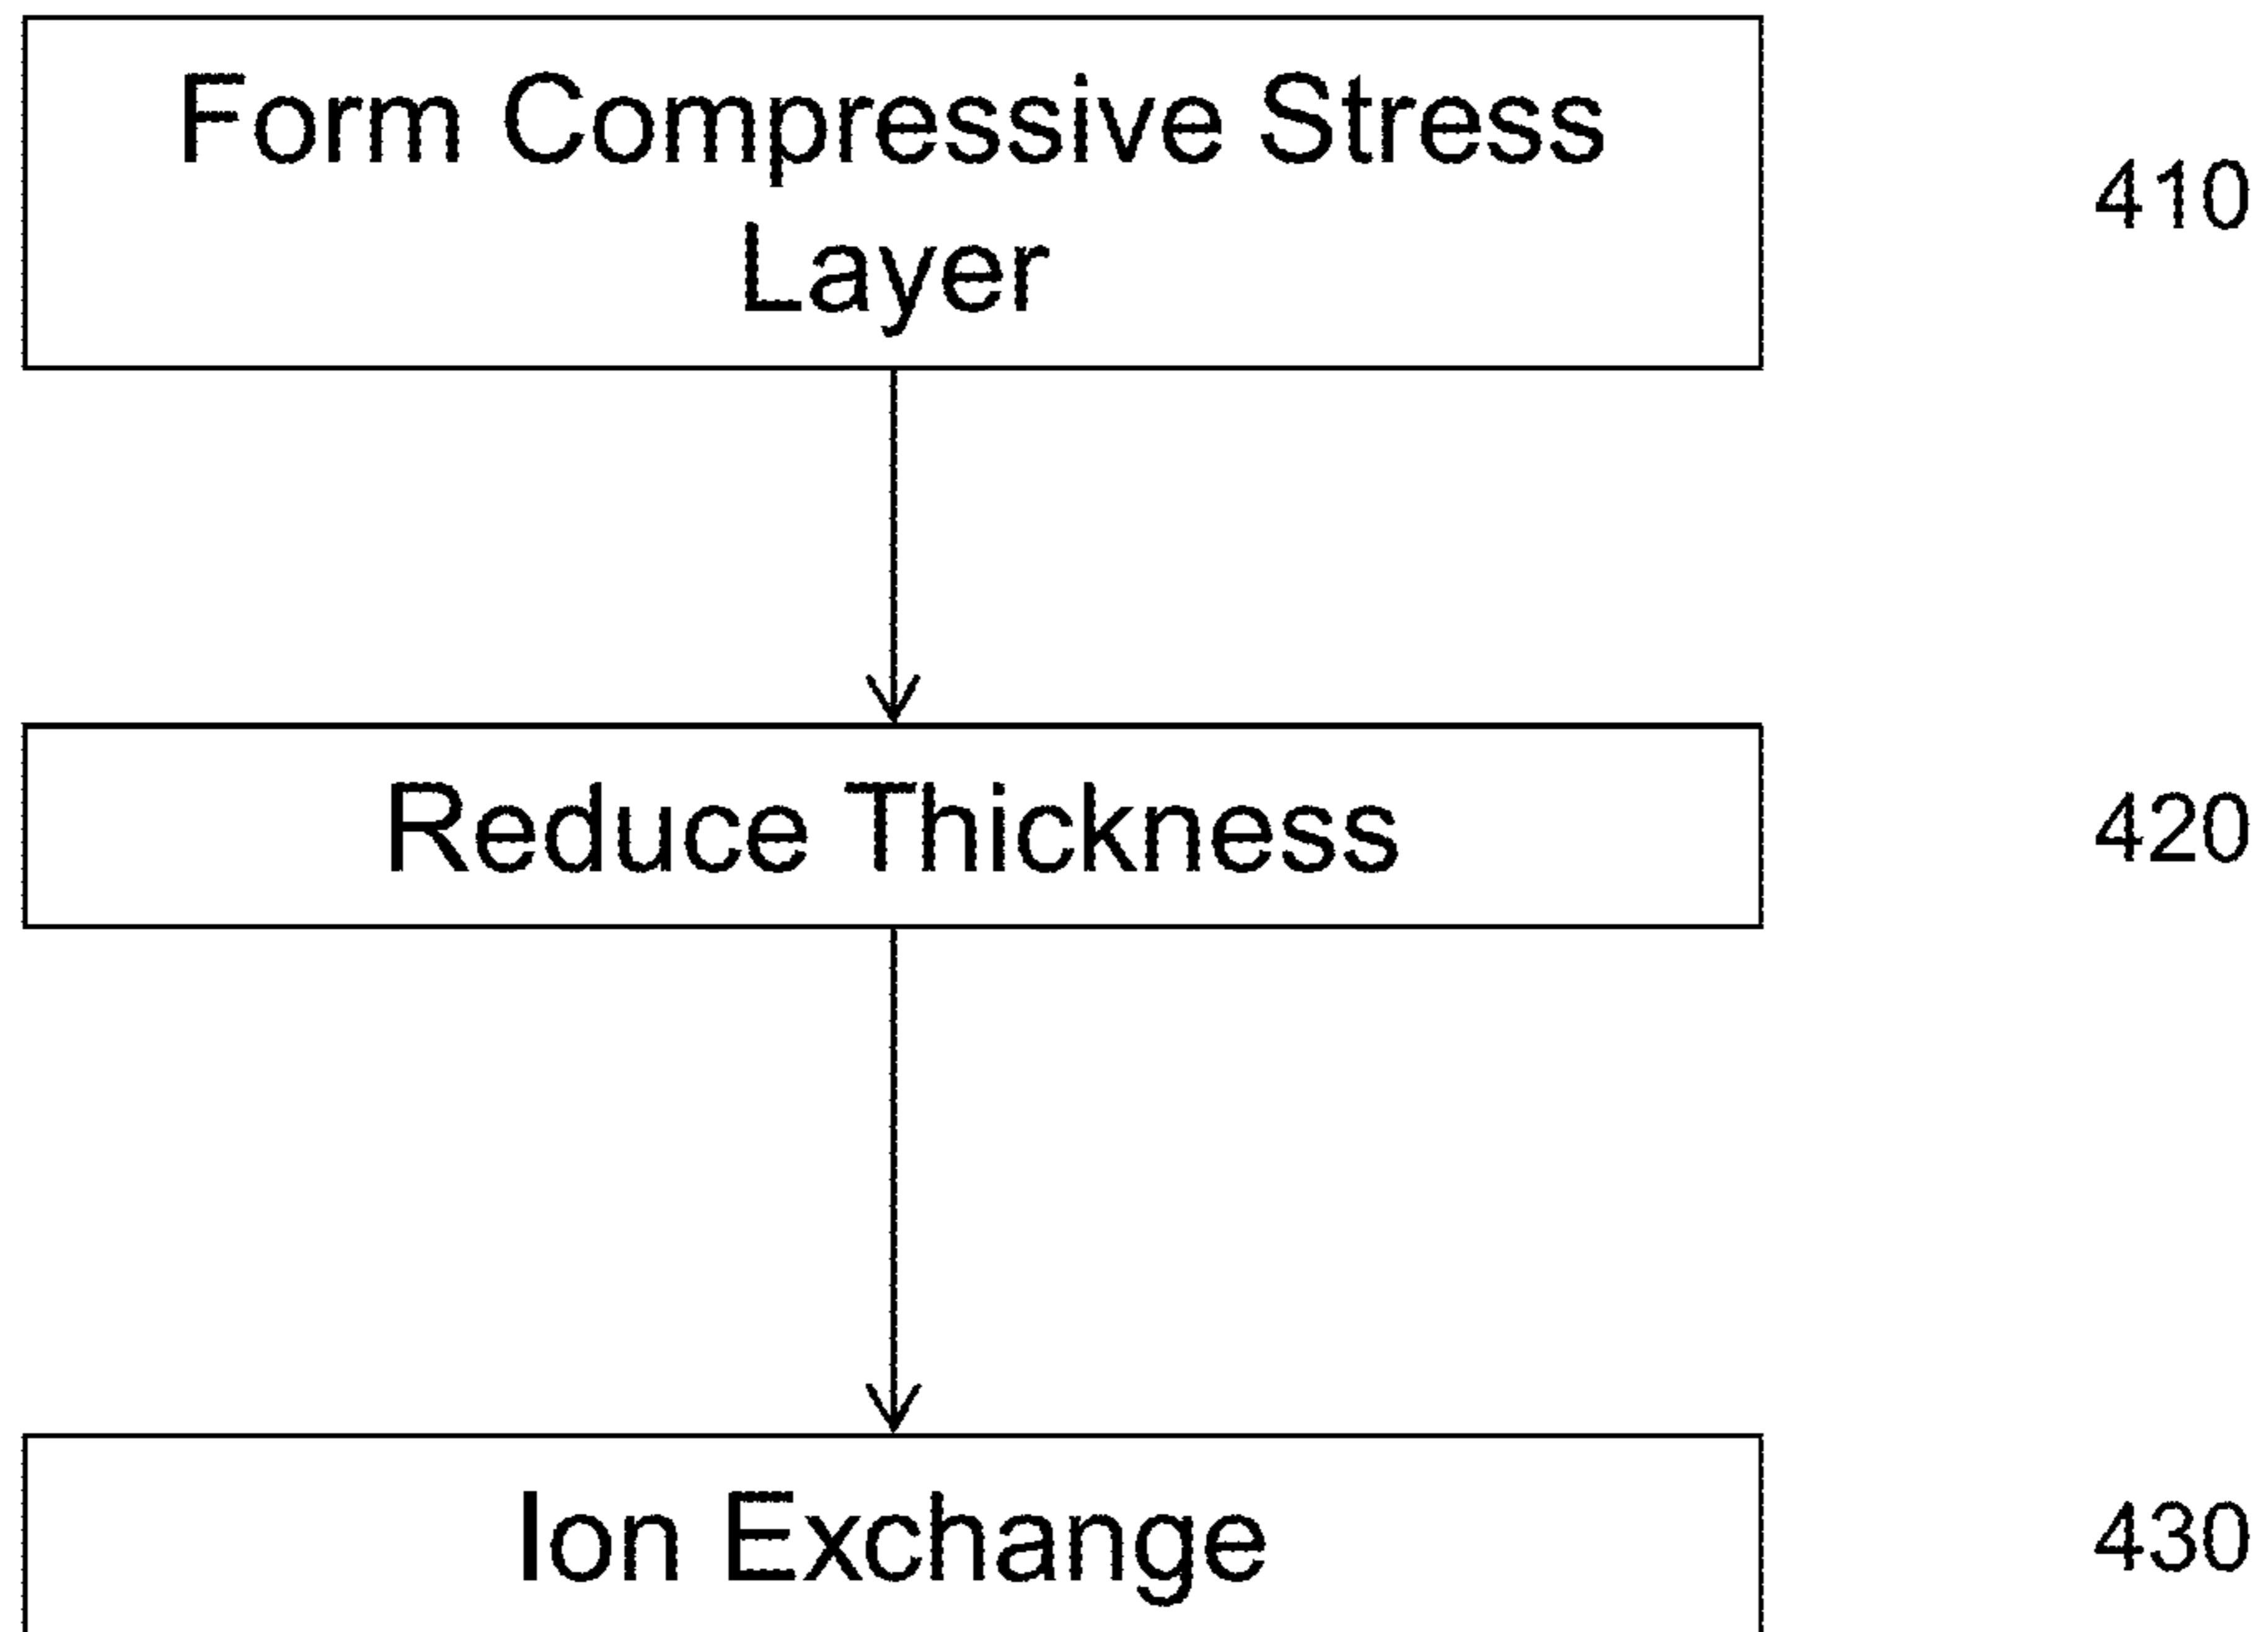 Form Compressive Stress
Layer
410
Reduce Thickness
420
Ion Exchange
430